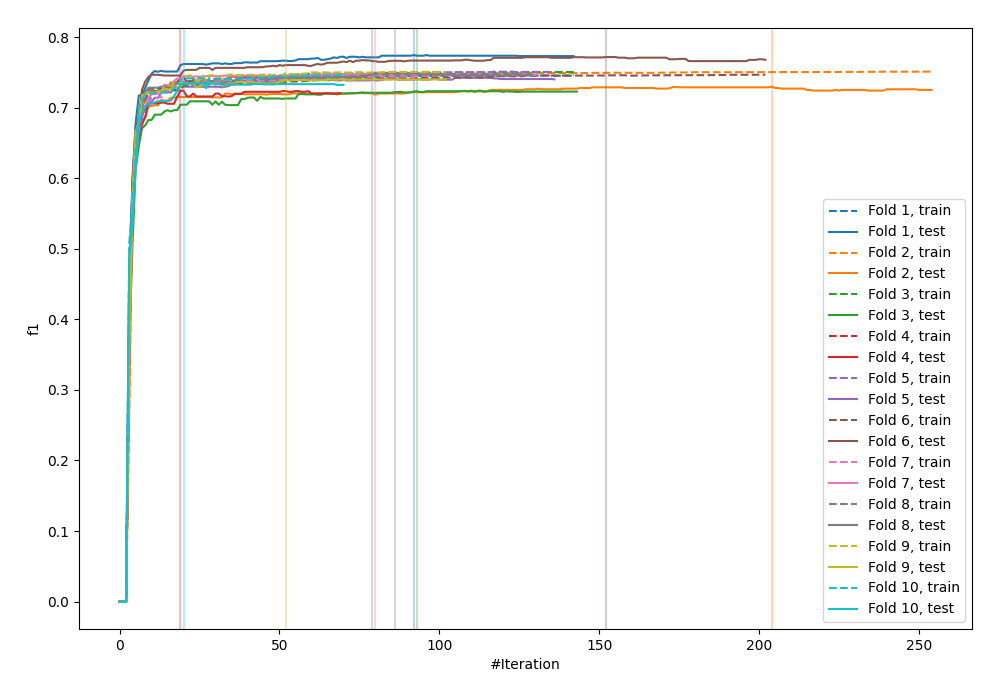 0.8
0.7
0.6
0.5
0.4
0.3
0.2
0.1
0.0
f1
0
50
100
150
200
250
#Iteration
Fold 1, train
Fold 1, test
Fold 2, train
Fold 2, test
Fold 3, train
Fold 3, test
Fold 4, train
Fold 4, test
Fold 5, train
Fold 5, test
Fold 6, train
Fold 6, test
Fold 7, train
Fold 7, test
Fold 8, train
Fold 8, test
Fold 9, train
Fold 9, test
Fold 10, train
Fold 10, test